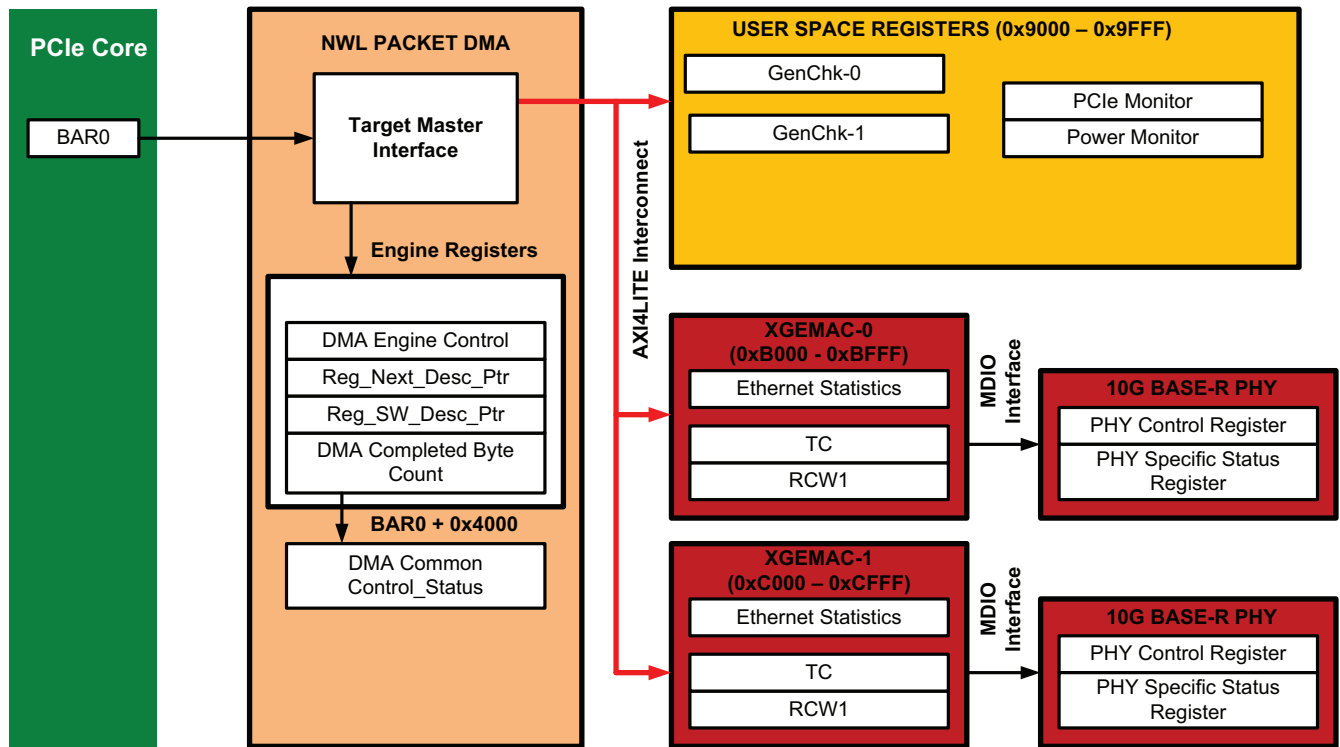 PCIe Core
BAR0
NWL PACKET DMA
Target Master
Interface
Engine Registers
DMA Engine Control
Reg_Next_Desc_Ptr
Reg_SW_Desc_Ptr
DMA Completed Byte
Count
BAR0 + 0x4000
DMA Common
Control_Status
AXI4LITE Interconnect
USER SPACE REGISTERS (0x9000 – 0x9FFF)
GenChk-0
GenChk-1
PCIe Monitor
Power Monitor
XGEMAC-0
(0xB000 - 0xBFFF)
Ethernet Statistics
TC
RCW1
MDIO
Interface
10G BASE-R PHY
PHY Control Register
PHY Specific Status
Register
XGEMAC-1
(0xC000 – 0xCFFF)
Ethernet Statistics
TC
RCW1
MDIO
Interface
10G BASE-R PHY
PHY Control Register
PHY Specific Status
Register